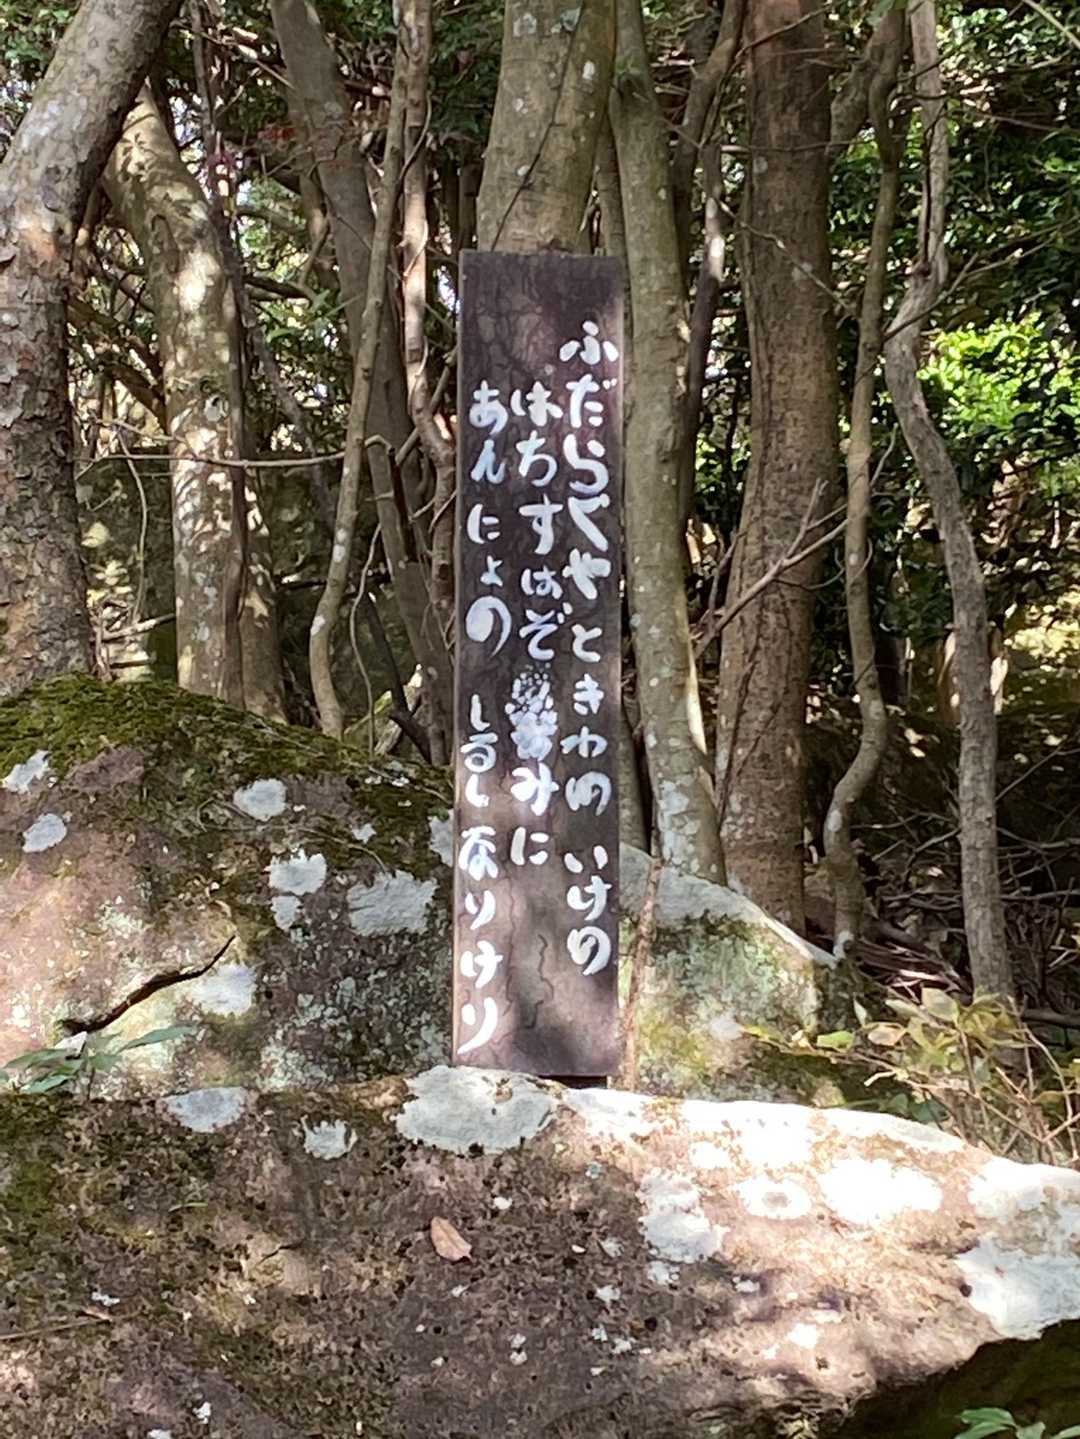 ふだらくや ときわの いけの
はちすはぞ みに
あんにょの しるしなりけり